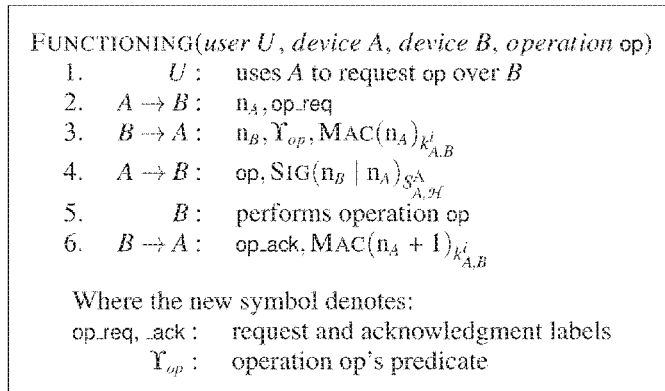 FUNCTIONING(user U, device A, device B, operation op)
1. U : uses A to request op over B
2. A → B : n_A, op_req
3. B → A : n_B, ϒ_op, MAC(n_A)_{k^i_{A,B}}
4. A → B : op, SIG(n_B | n_A)_{S^A_{A,ℋ}}
5. B : performs operation op
6. B → A : op_ack, MAC(n_A + 1)_{k^i_{A,B}}
Where the new symbol denotes:
op_req, _ack : request and acknowledgment labels
ϒ_op : operation op's predicate